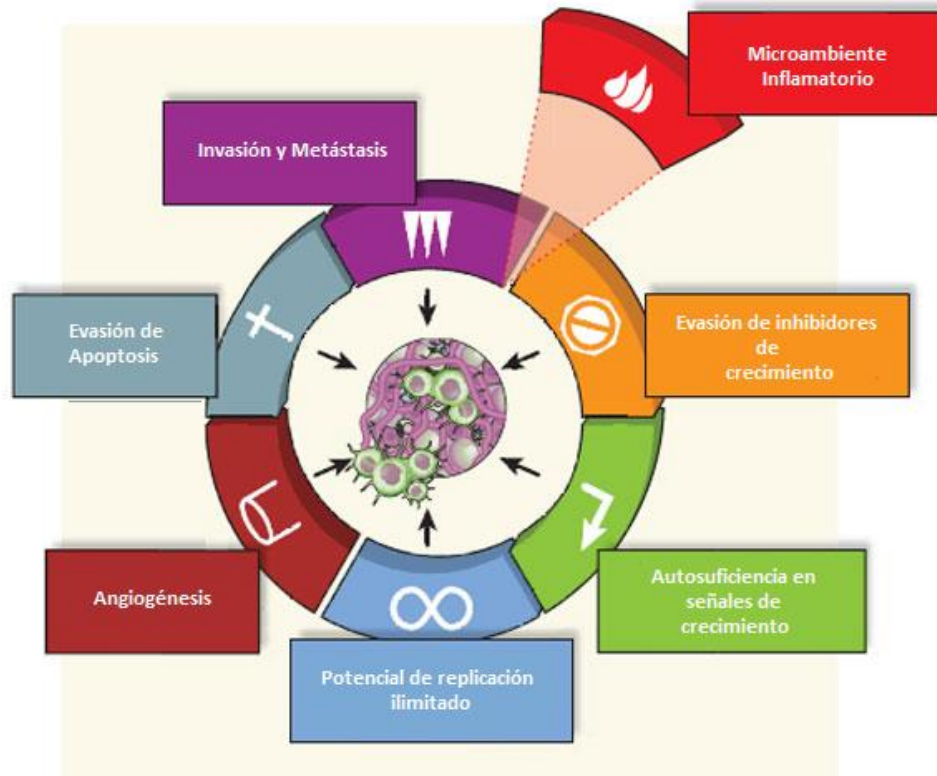 Microambiente
Inflamatorio
Invasión y Metástasis
Evasión de
Apoptosis
Evasión de inhibidores
de
crecimiento
Angiogénesis
Autosuficiencia en
señales de
crecimiento
Potencial de replicación
ilimitado